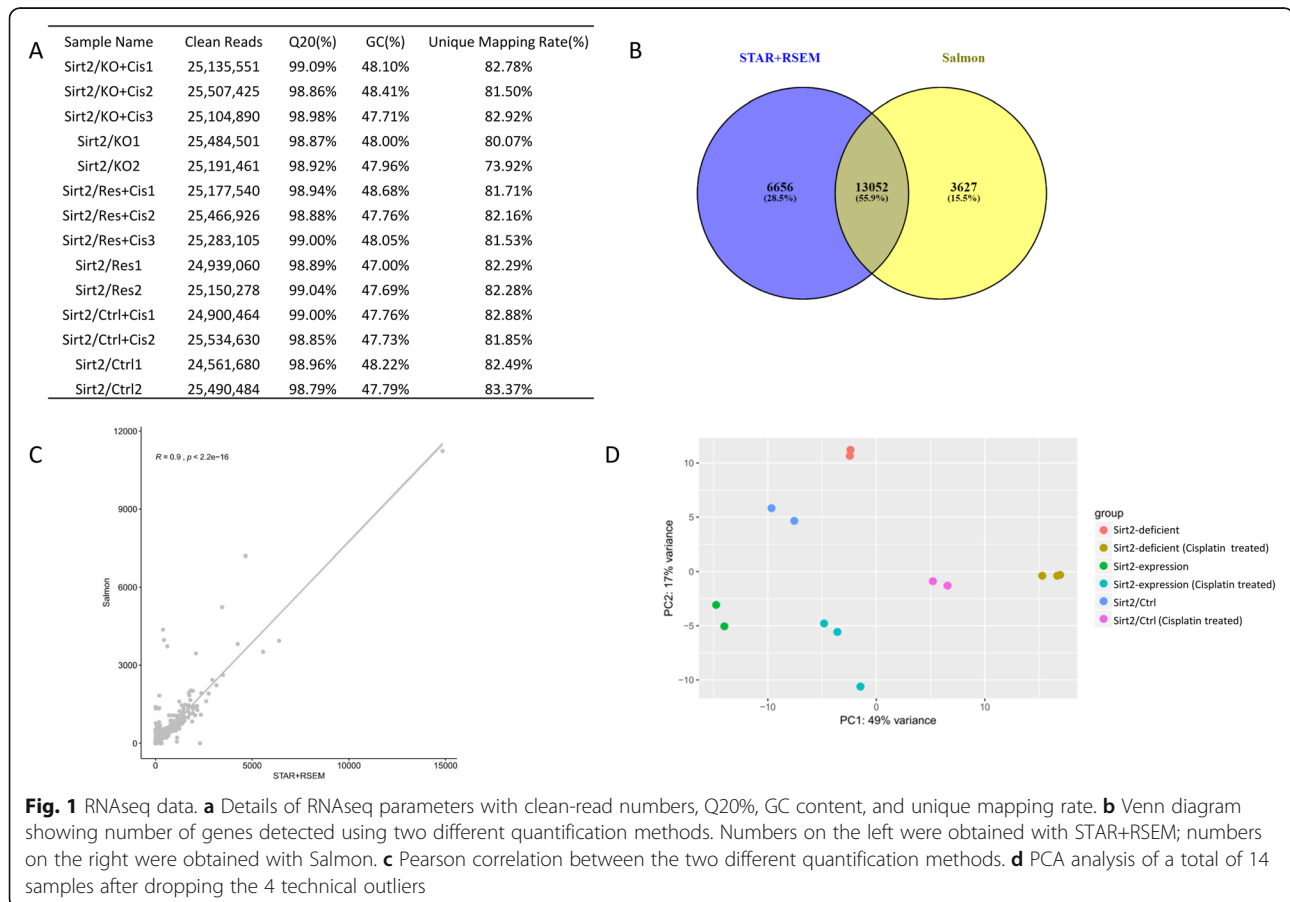 A
Sample Name Clean Reads Q20(%) GC(%) Unique Mapping Rate(%)
Sirt2/KO+Cis1 25,135,551 99.09% 48.10% 82.78%
Sirt2/KO+Cis2 25,507,425 98.86% 48.41% 81.50%
Sirt2/KO+Cis3 25,104,890 98.98% 47.71% 82.92%
Sirt2/KO1 25,484,501 98.87% 48.00% 80.07%
Sirt2/KO2 25,191,461 98.92% 47.96% 73.92%
Sirt2/Res+Cis1 25,177,540 98.94% 48.68% 81.71%
Sirt2/Res+Cis2 25,466,926 98.88% 47.76% 82.16%
Sirt2/Res+Cis3 25,283,105 99.00% 48.05% 81.53%
Sirt2/Res1 24,939,060 98.89% 47.00% 82.29%
Sirt2/Res2 25,150,278 99.04% 47.69% 82.28%
Sirt2/Ctrl+Cis1 24,900,464 99.00% 47.76% 82.88%
Sirt2/Ctrl+Cis2 25,534,630 98.85% 47.73% 81.85%
Sirt2/Ctrl1 24,561,680 98.96% 48.22% 82.49%
Sirt2/Ctrl2 25,490,484 98.79% 47.79% 83.37%
B
STAR+RSEM Salmon
6656 13052 3627
(28.5%) (55.9%) (15.5%)
C
R = 0.9 , p < 2.2e−16
12000
9000
6000
3000
0
Salmon
0 5000 10000 15000
STAR+RSEM
D
10
5
0
−5
−10
PC2: 17% variance
−10 0 10
PC1: 49% variance
group
Sirt2-deficient
Sirt2-deficient (Cisplatin treated)
Sirt2-expression
Sirt2-expression (Cisplatin treated)
Sirt2/Ctrl
Sirt2/Ctrl (Cisplatin treated)
Fig. 1 RNAseq data. a Details of RNAseq parameters with clean-read numbers, Q20%, GC content, and unique mapping rate. b Venn diagram
showing number of genes detected using two different quantification methods. Numbers on the left were obtained with STAR+RSEM; numbers
on the right were obtained with Salmon. c Pearson correlation between the two different quantification methods. d PCA analysis of a total of 14
samples after dropping the 4 technical outliers